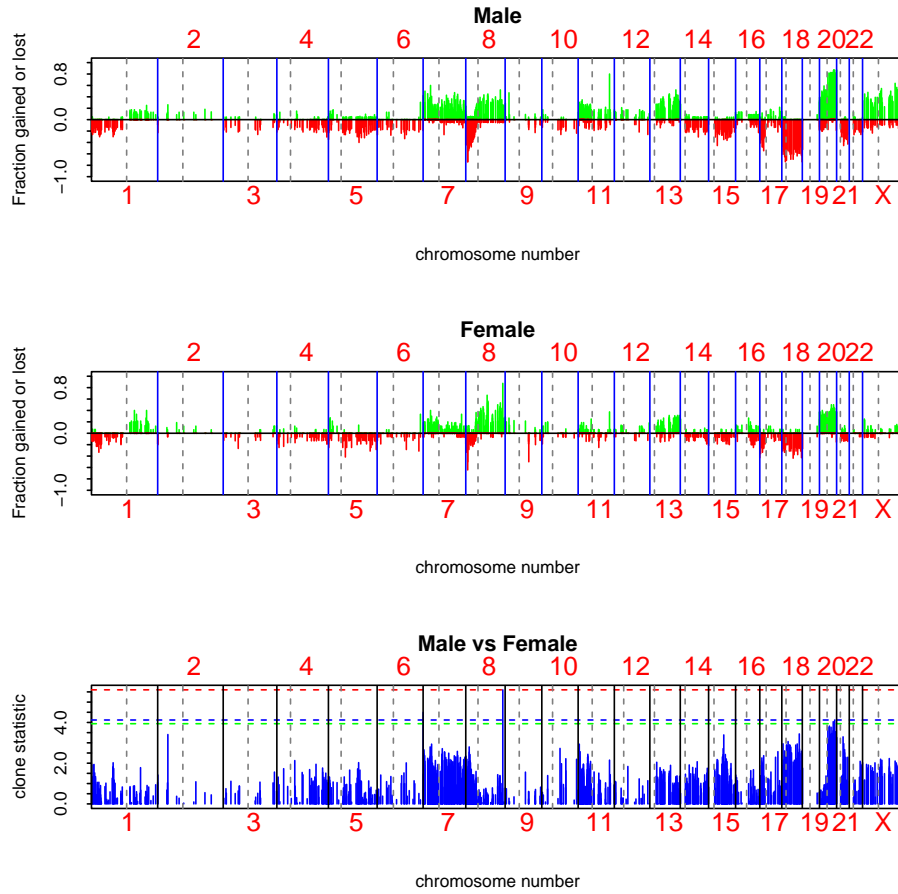 Male
2 4 6 8 10 12 14 16 18 20 22
Fraction gained or lost
0.8
0.0
−1.0
1 3 5 7 9 11 13 15 17 19 21 X
chromosome number
Female
2 4 6 8 10 12 14 16 18 20 22
Fraction gained or lost
0.8
0.0
−1.0
1 3 5 7 9 11 13 15 17 19 21 X
chromosome number
Male vs Female
2 4 6 8 10 12 14 16 18 20 22
clone statistic
4.0
2.0
0.0
1 3 5 7 9 11 13 15 17 19 21 X
chromosome number